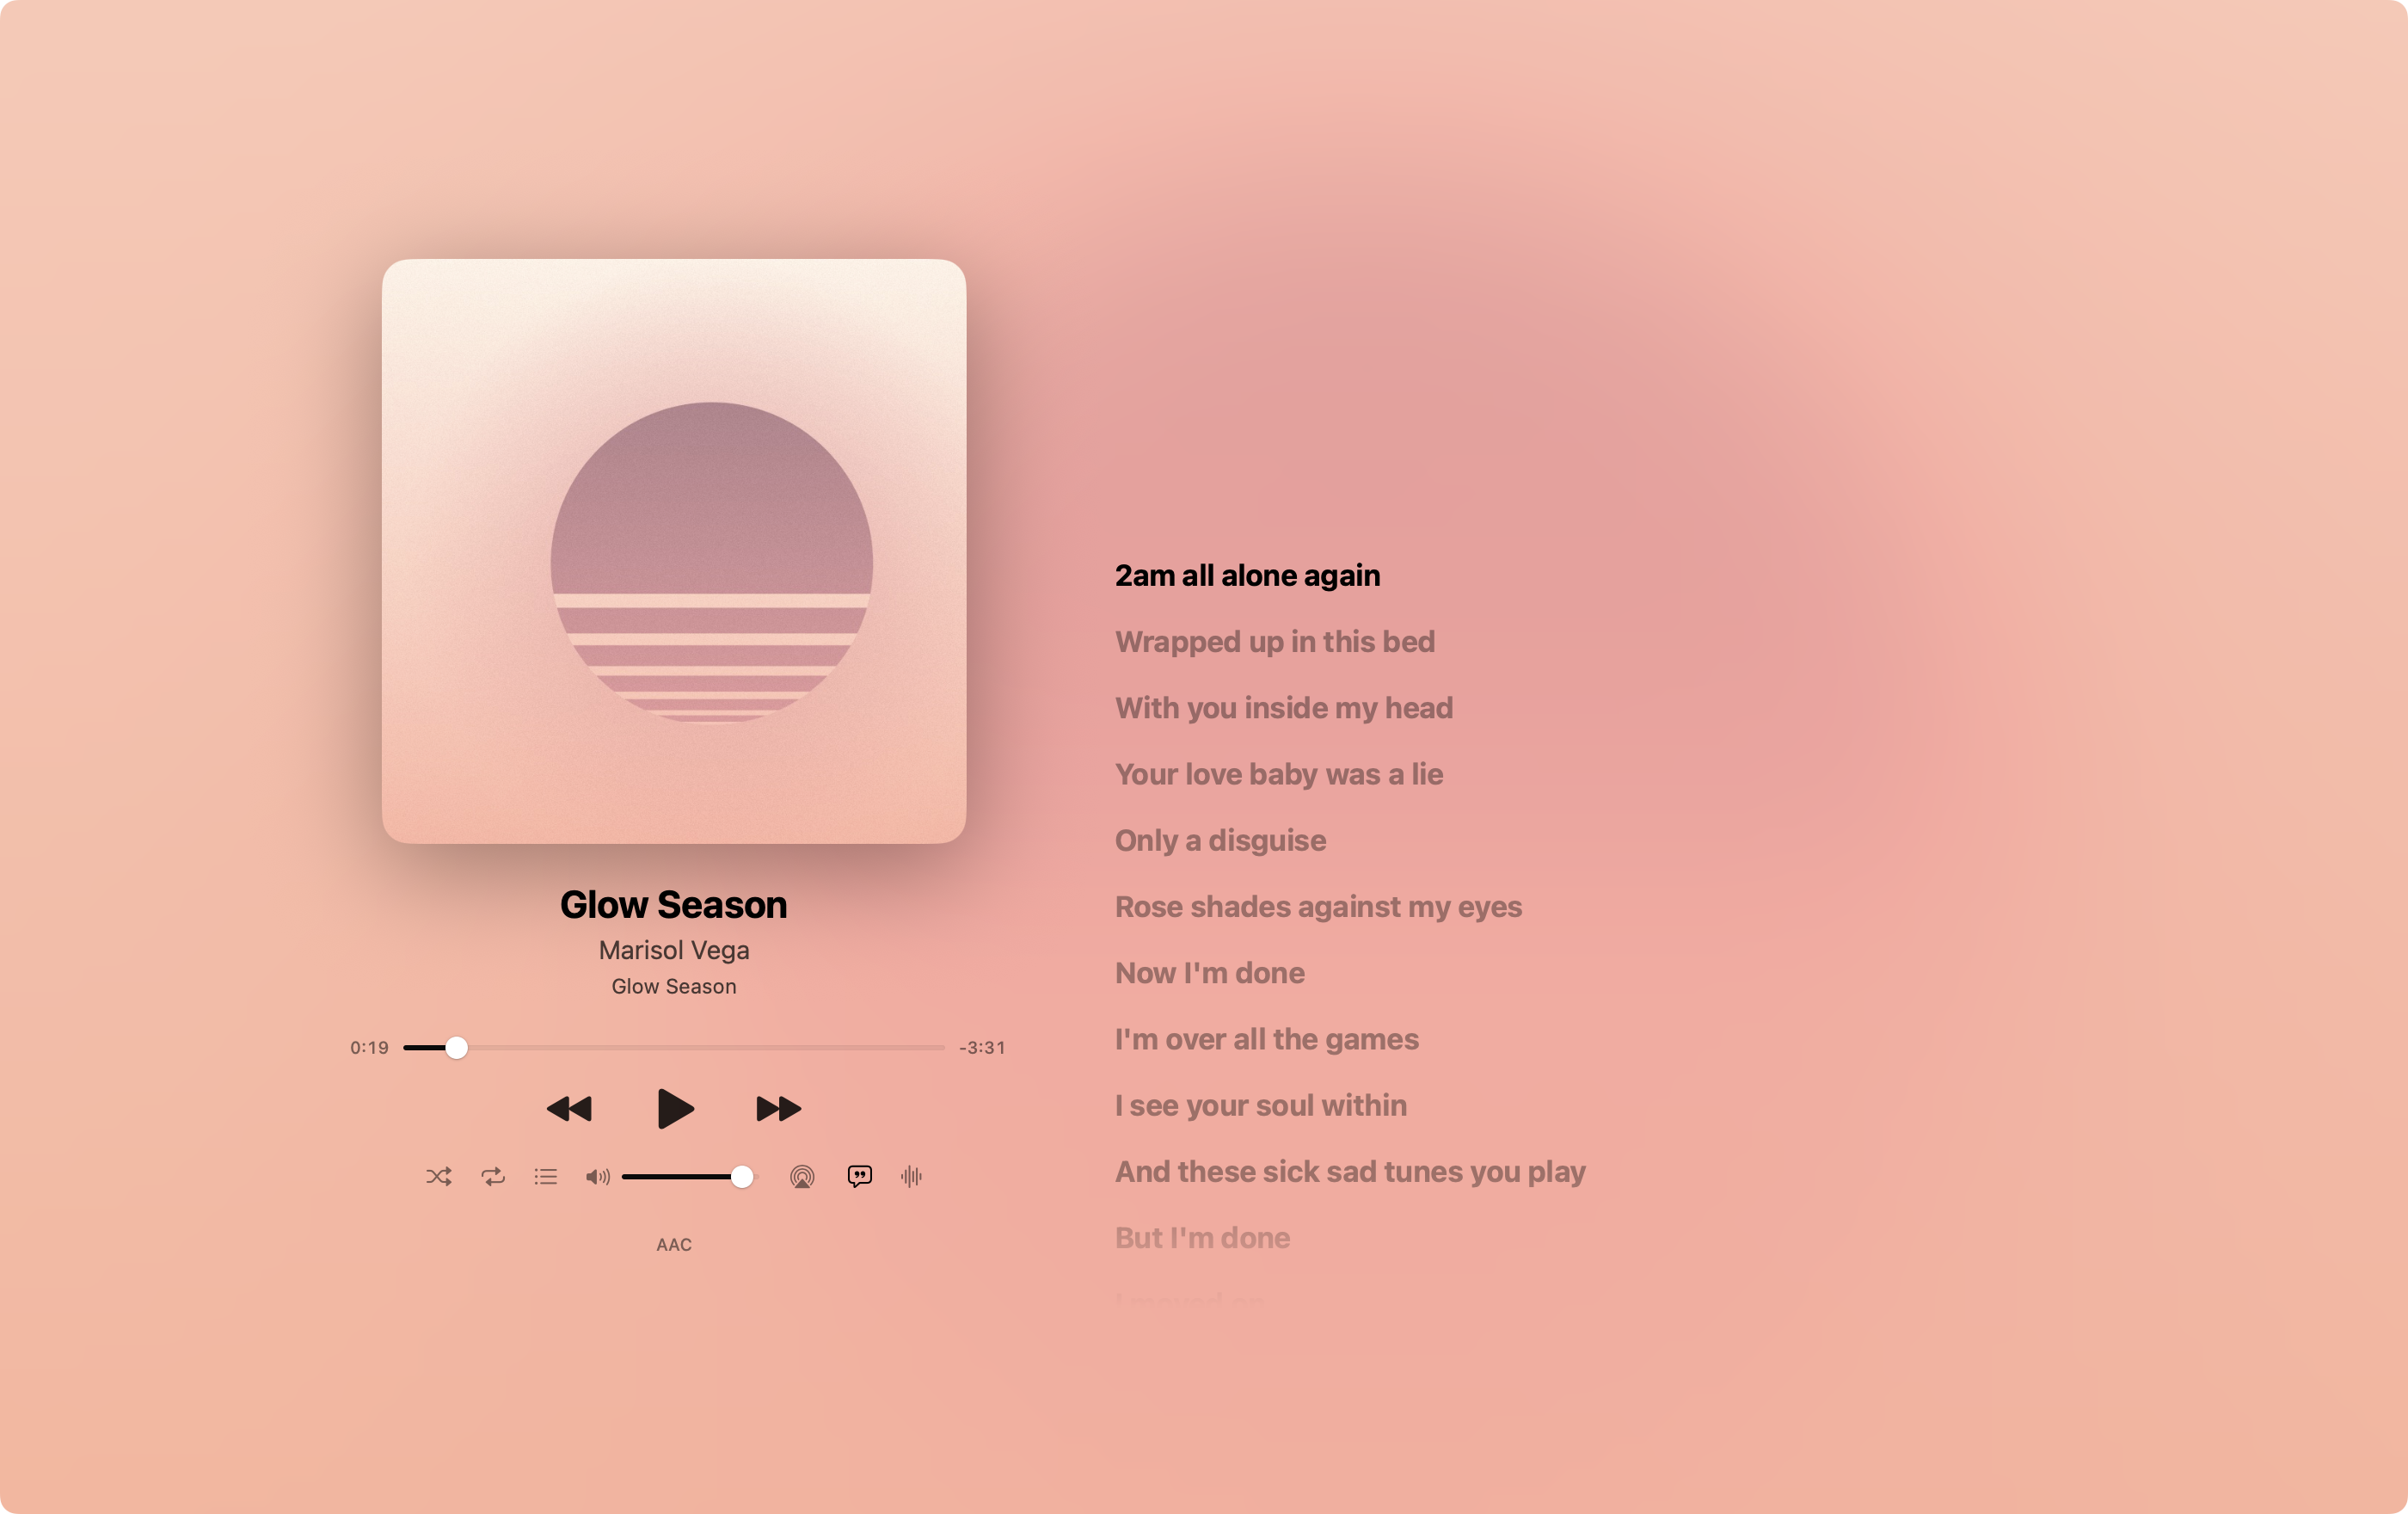 Glow Season
Marisol Vega
Glow Season
0:19
-3:31
AAC
2am all alone again
Wrapped up in this bed
With you inside my head
Your love baby was a lie
Only a disguise
Rose shades against my eyes
Now I'm done
I'm over all the games
I see your soul within
And these sick sad tunes you play
But I'm done
I moved on